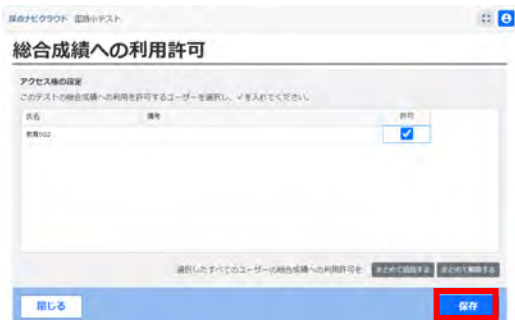 採点ナビクラウド 国語小テスト
総合成績への利用許可
アクセス権の設定
このテストの総合成績への利用を許可するユーザーを選択し、✓を入れてください。
氏名 備考 許可
教員002
選択したすべてのユーザーの総合成績への利用許可を まとめて追加する まとめて解除する
閉じる 保存